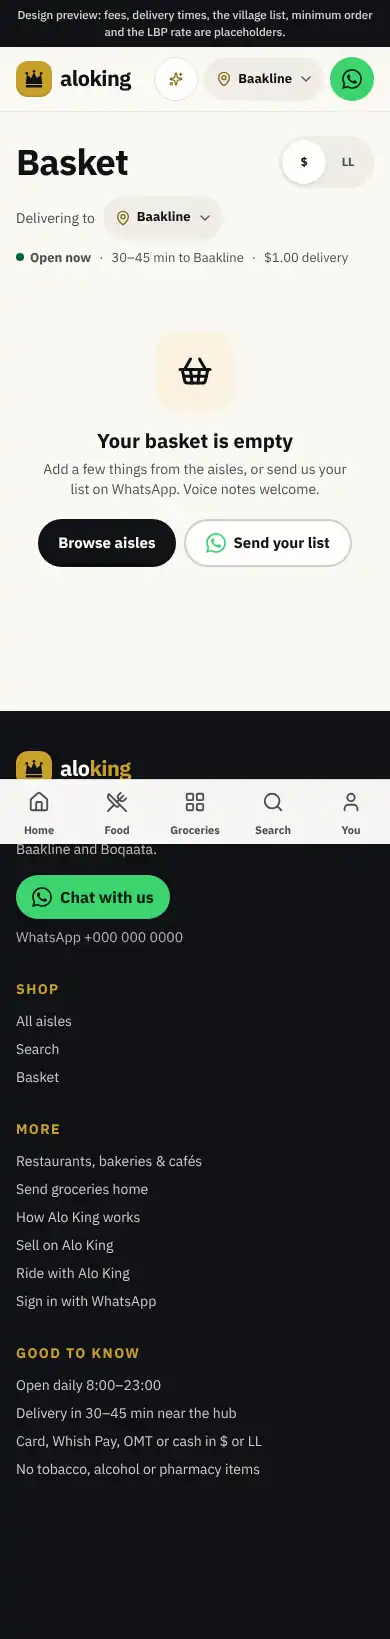 Design preview: fees, delivery times, the village list, minimum order
and the LBP rate are placeholders.
aloking
Baakline
Basket
$
LL
Delivering to
Baakline
Open now · 30–45 min to Baakline · $1.00 delivery
Your basket is empty
Add a few things from the aisles, or send us your
list on WhatsApp. Voice notes welcome.
Browse aisles
Send your list
aloking
Home
Food
Groceries
Search
You
Baakline and Boqaata.
Chat with us
WhatsApp +000 000 0000
SHOP
All aisles
Search
Basket
MORE
Restaurants, bakeries & cafés
Send groceries home
How Alo King works
Sell on Alo King
Ride with Alo King
Sign in with WhatsApp
GOOD TO KNOW
Open daily 8:00–23:00
Delivery in 30–45 min near the hub
Card, Whish Pay, OMT or cash in $ or LL
No tobacco, alcohol or pharmacy items